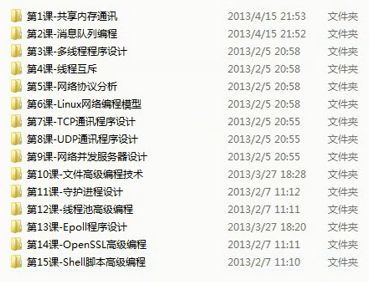 第1课-共享内存通讯 2013/4/15 21:53 文件夹
第2课-消息队列编程 2013/4/15 21:52 文件夹
第3课-多线程程序设计 2013/2/5 20:58 文件夹
第4课-线程互斥 2013/2/5 20:58 文件夹
第5课-网络协议分析 2013/2/5 20:58 文件夹
第6课-Linux网络编程模型 2013/2/5 20:58 文件夹
第7课-TCP通讯程序设计 2013/2/5 20:55 文件夹
第8课-UDP通讯程序设计 2013/2/5 20:55 文件夹
第9课-网络并发服务器设计 2013/2/5 20:55 文件夹
第10课-文件高级编程技术 2013/3/27 18:28 文件夹
第11课-守护进程设计 2013/2/7 11:12 文件夹
第12课-线程池高级编程 2013/2/7 11:11 文件夹
第13课-Epoll程序设计 2013/3/27 18:20 文件夹
第14课-OpenSSL高级编程 2013/2/7 11:11 文件夹
第15课-Shell脚本高级编程 2013/2/7 11:10 文件夹